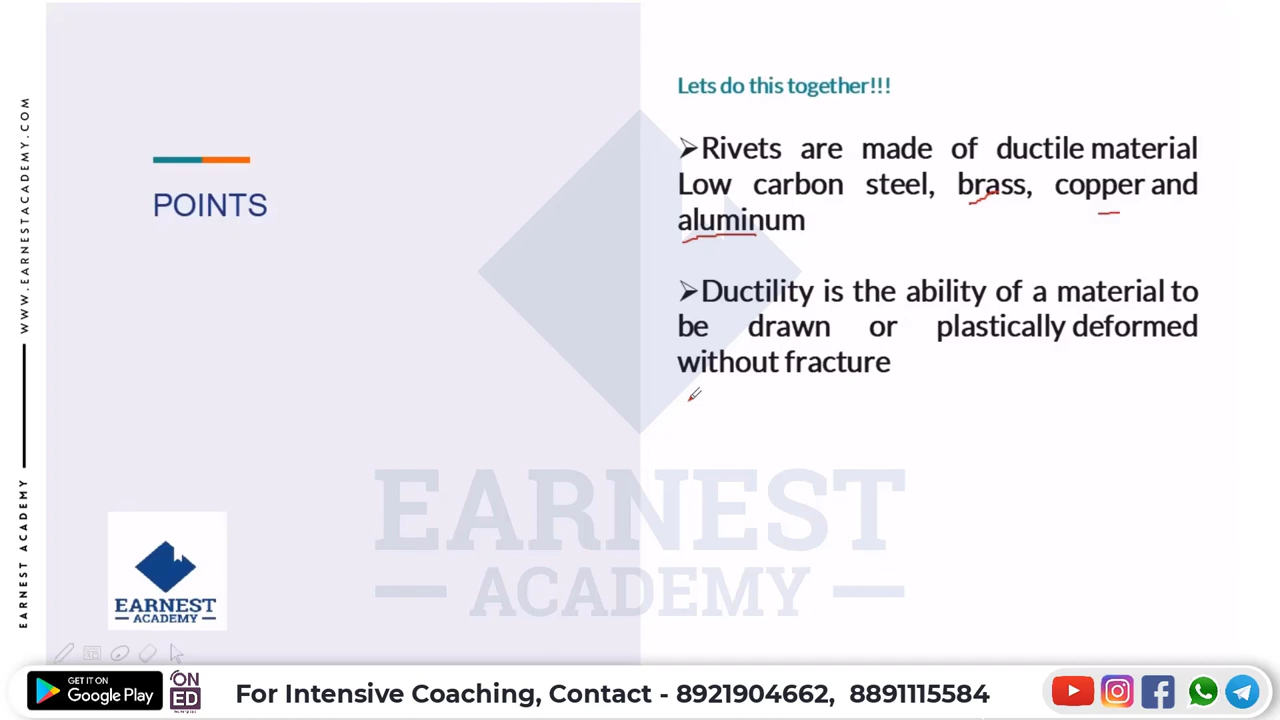 Lets do this together!!!
➢Rivets are made of ductile material
Low carbon steel, brass, copper and
aluminum
➢Ductility is the ability of a material to
be drawn or plastically deformed
without fracture
POINTS
WWW.EARNESTACADEMY.COM
EARNEST ACADEMY
EARNEST
ACADEMY
EARNEST
ACADEMY
GET IT ON
Google Play
ON
ED
For Intensive Coaching, Contact - 8921904662, 8891115584